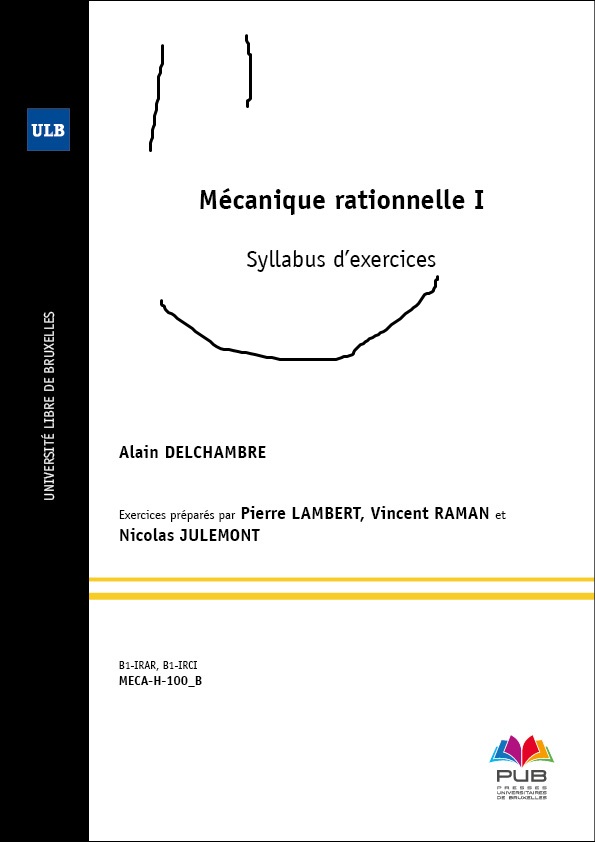 ULB
UNIVERSITÉ LIBRE DE BRUXELLES
Mécanique rationnelle I
Syllabus d'exercices
Alain DELCHAMBRE
Exercices préparés par Pierre LAMBERT, Vincent RAMAN et
Nicolas JULEMONT
B1-IRAR, B1-IRCI
MECA-H-100_B
PUB
PRESSES
UNIVERSITAIRES
DE BRUXELLES